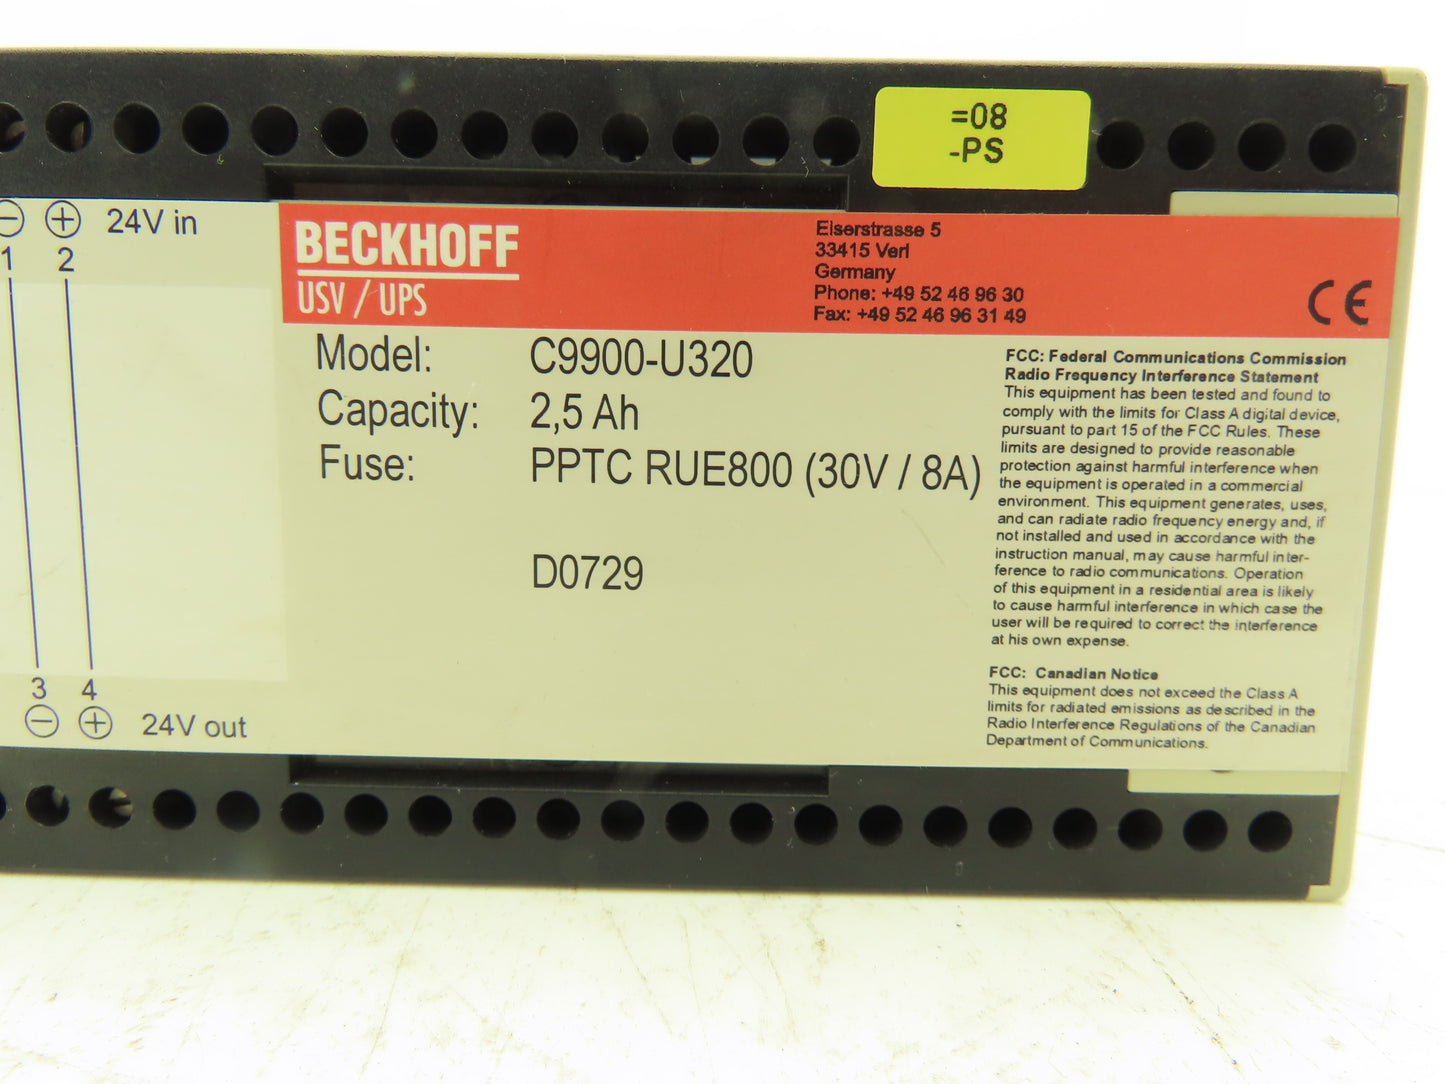 =08
-PS
24V in
1 2
BECKHOFF
USV / UPS
Eiserstrasse 5
33415 Verl
Germany
Phone: +49 52 46 96 30
Fax: +49 52 46 96 31 49
CE
Model: C9900-U320
Capacity: 2,5 Ah
Fuse: PPTC RUE800 (30V / 8A)
D0729
FCC: Federal Communications Commission
Radio Frequency Interference Statement
This equipment has been tested and found to
comply with the limits for Class A digital device,
pursuant to part 15 of the FCC Rules. These
limits are designed to provide reasonable
protection against harmful interference when
the equipment is operated in a commercial
environment. This equipment generates, uses,
and can radiate radio frequency energy and, if
not installed and used in accordance with the
instruction manual, may cause harmful inter-
ference to radio communications. Operation
of this equipment in a residential area is likely
to cause harmful interference in which case the
user will be required to correct the interference
at his own expense.
FCC: Canadian Notice
This equipment does not exceed the Class A
limits for radiated emissions as described in the
Radio Interference Regulations of the Canadian
Department of Communications.
3 4
24V out